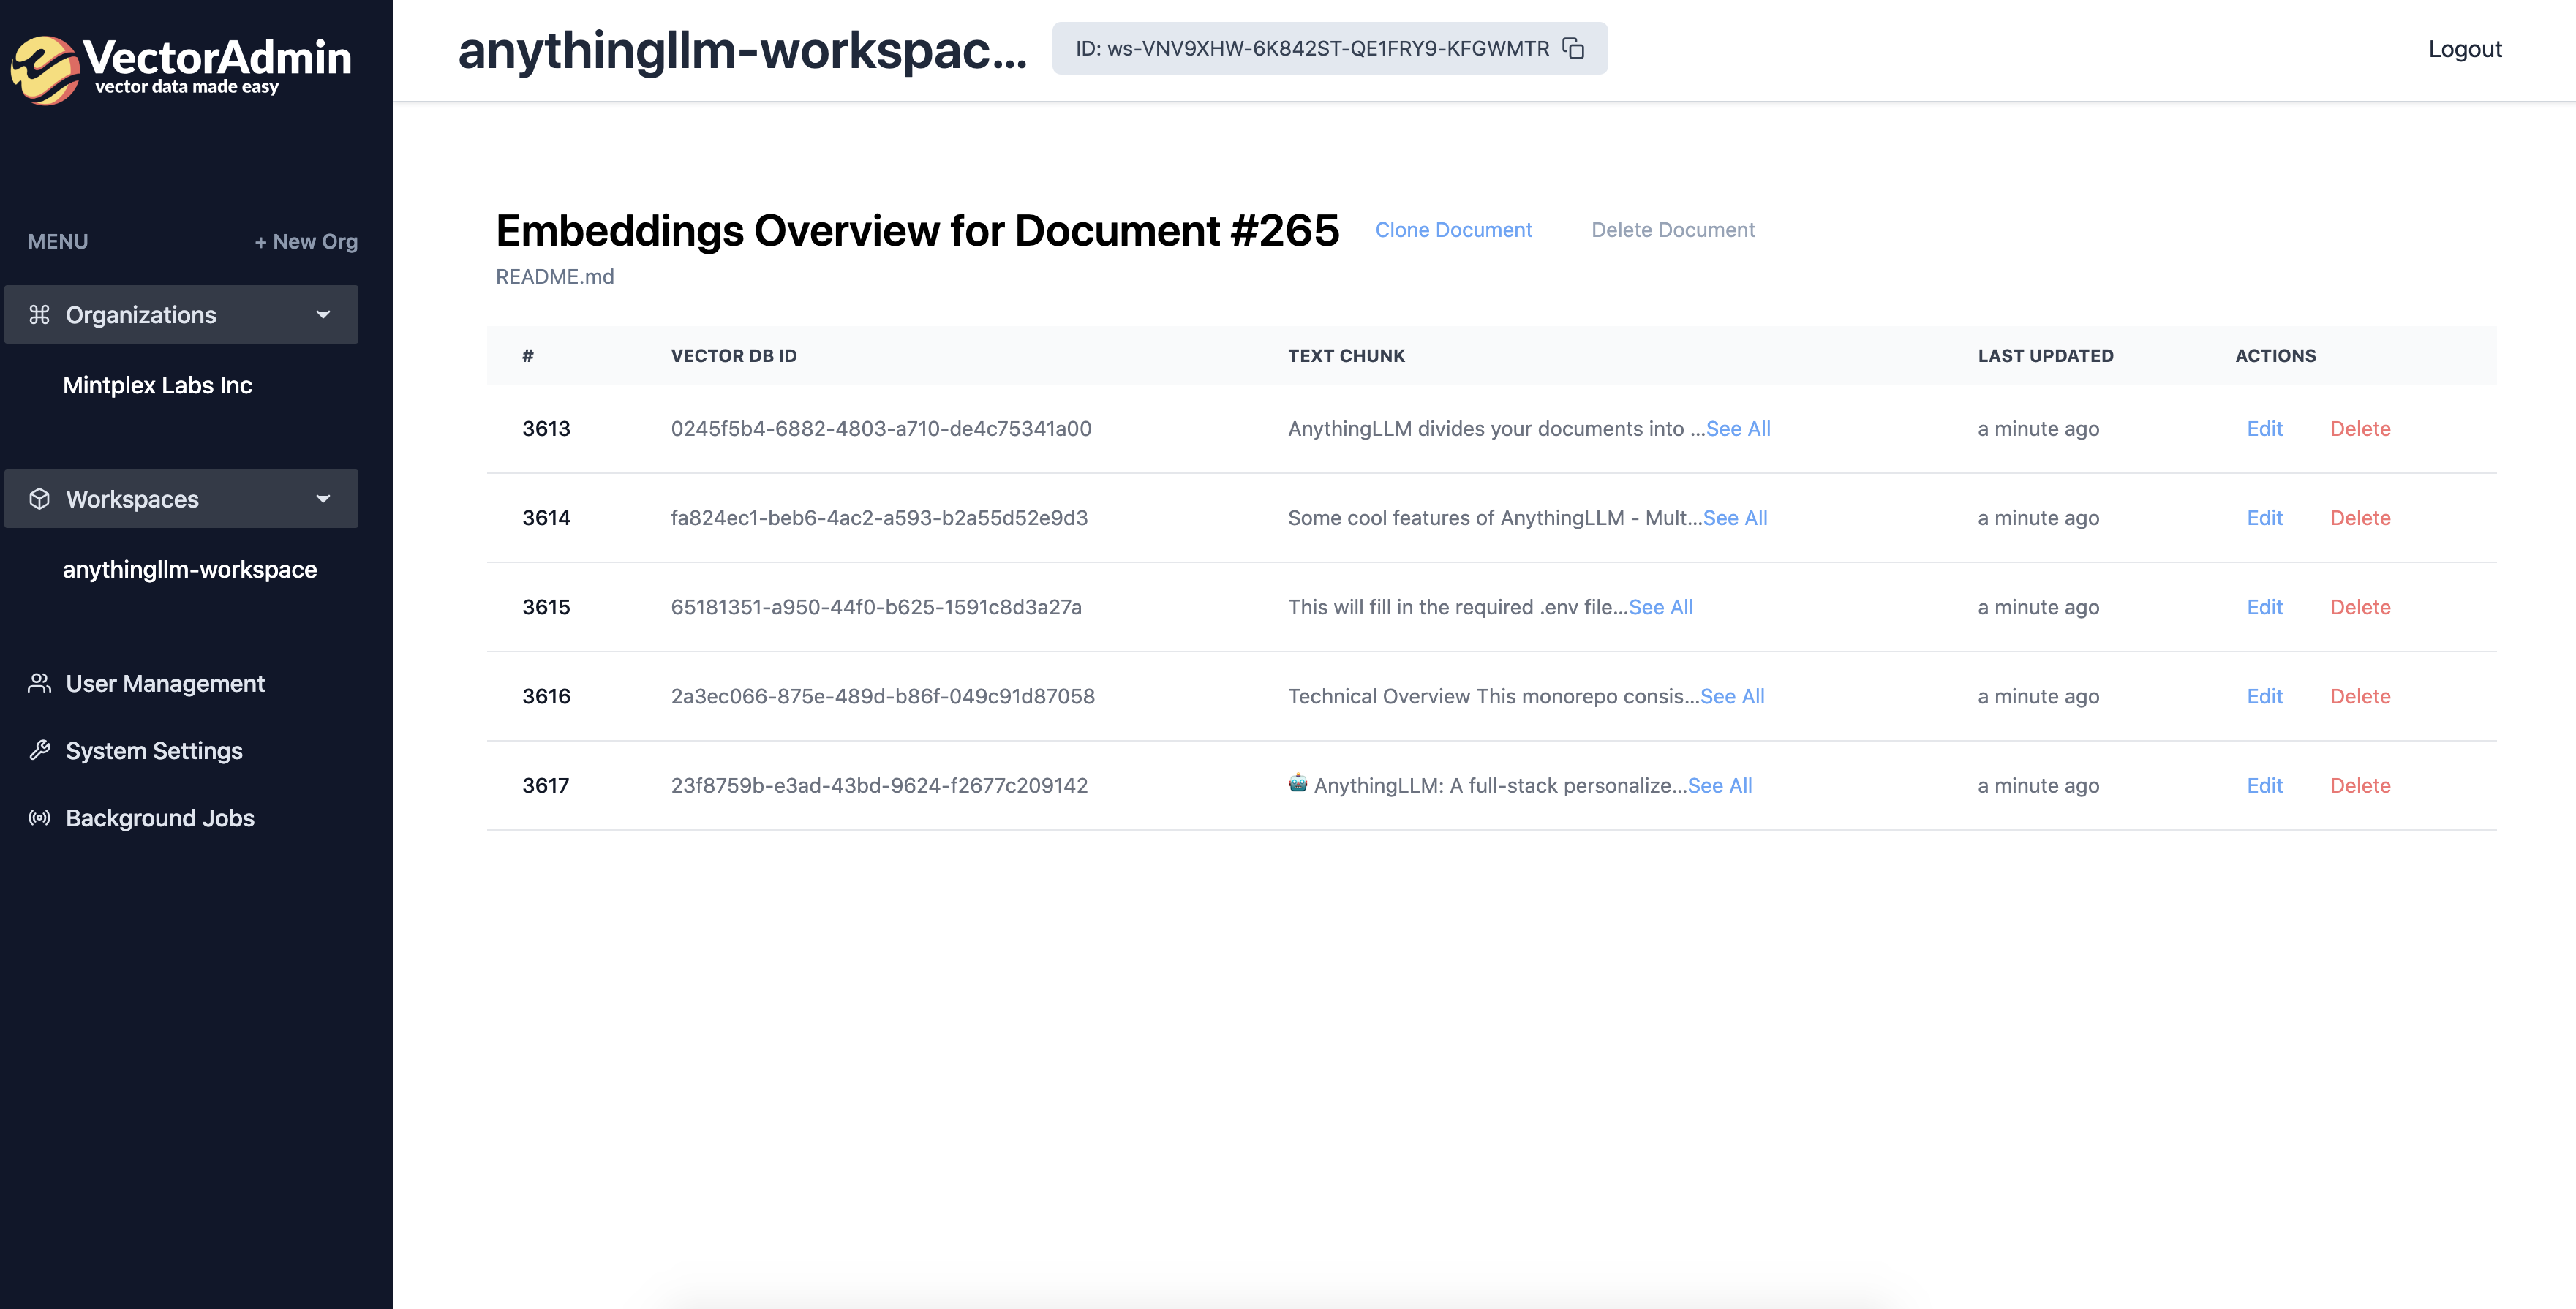 VectorAdmin
vector data made easy
MENU
+ New Org
Organizations
Mintplex Labs Inc
Workspaces
anythingllm-workspace
User Management
System Settings
Background Jobs
anythingllm-workspac...
ID: ws-VNV9XHW-6K842ST-QE1FRY9-KFGWMTR
Logout
Embeddings Overview for Document #265
Clone Document
Delete Document
README.md
# VECTOR DB ID TEXT CHUNK LAST UPDATED ACTIONS
3613 0245f5b4-6882-4803-a710-de4c75341a00 AnythingLLM divides your documents into ...See All a minute ago Edit Delete
3614 fa824ec1-beb6-4ac2-a593-b2a55d52e9d3 Some cool features of AnythingLLM - Mult...See All a minute ago Edit Delete
3615 65181351-a950-44f0-b625-1591c8d3a27a This will fill in the required .env file...See All a minute ago Edit Delete
3616 2a3ec066-875e-489d-b86f-049c91d87058 Technical Overview This monorepo consis...See All a minute ago Edit Delete
3617 23f8759b-e3ad-43bd-9624-f2677c209142 🤖 AnythingLLM: A full-stack personalize...See All a minute ago Edit Delete